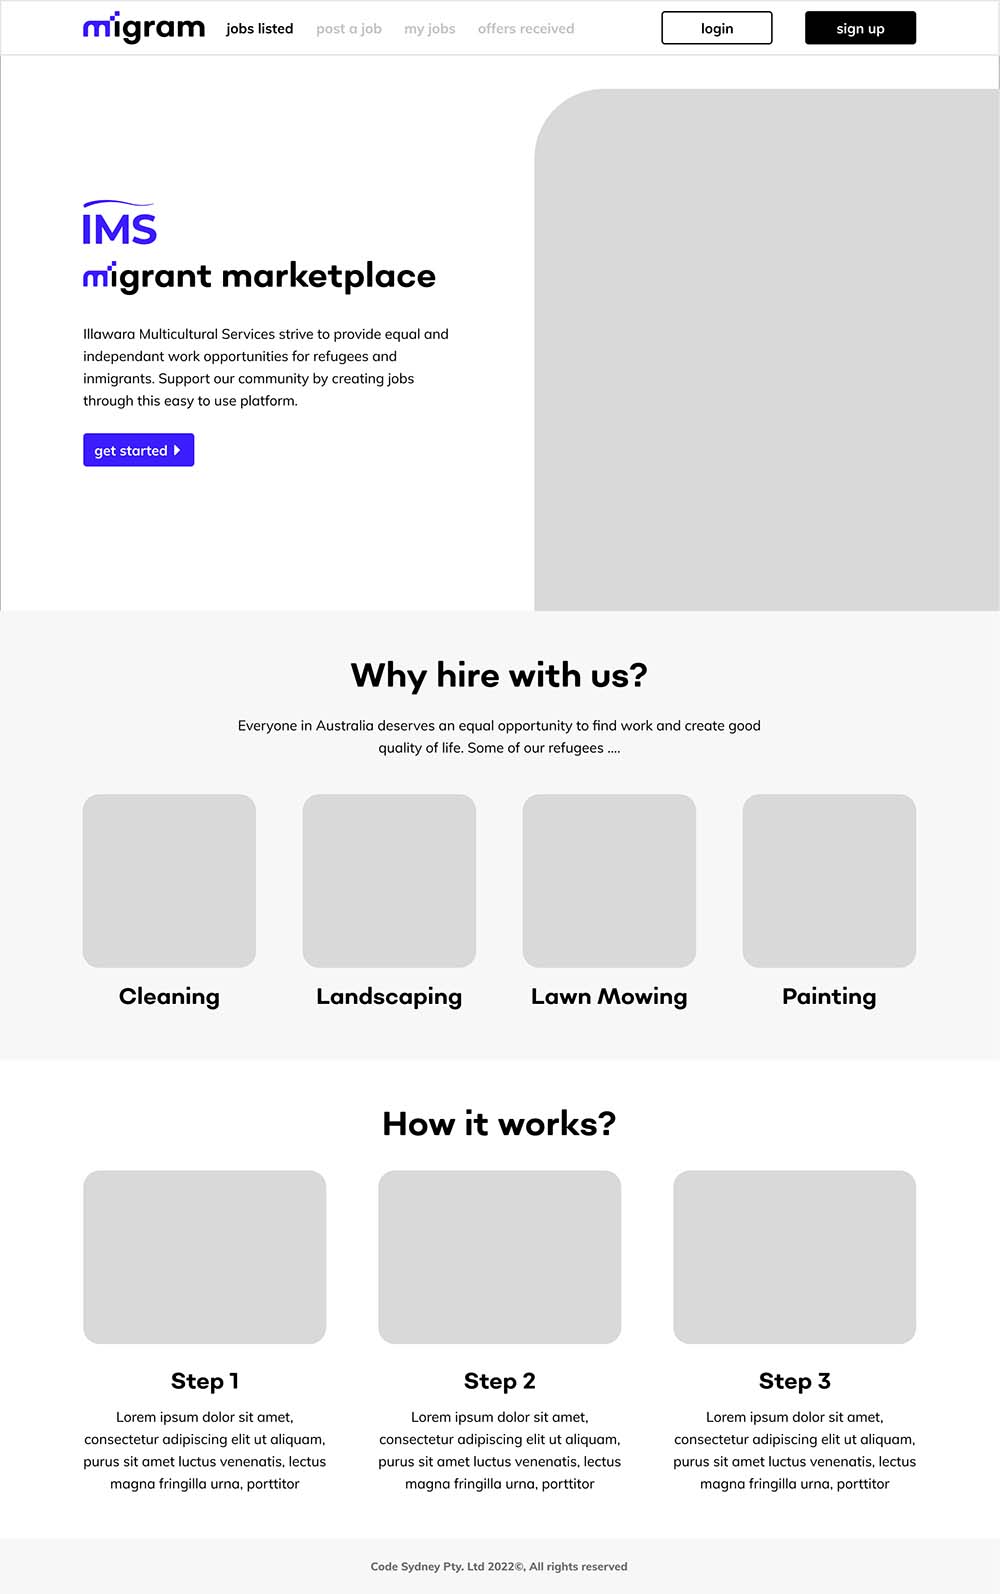 migram jobs listed post a job my jobs offers received login sign up
IMS
migrant marketplace
Illawara Multicultural Services strive to provide equal and
independant work opportunities for refugees and
inmigrants. Support our community by creating jobs
through this easy to use platform.
get started
Why hire with us?
Everyone in Australia deserves an equal opportunity to find work and create good
quality of life. Some of our refugees ....
Cleaning Landscaping Lawn Mowing Painting
How it works?
Step 1
Lorem ipsum dolor sit amet,
consectetur adipiscing elit ut aliquam,
purus sit amet luctus venenatis, lectus
magna fringilla urna, porttitor
Step 2
Lorem ipsum dolor sit amet,
consectetur adipiscing elit ut aliquam,
purus sit amet luctus venenatis, lectus
magna fringilla urna, porttitor
Step 3
Lorem ipsum dolor sit amet,
consectetur adipiscing elit ut aliquam,
purus sit amet luctus venenatis, lectus
magna fringilla urna, porttitor
Code Sydney Pty. Ltd 2022©, All rights reserved